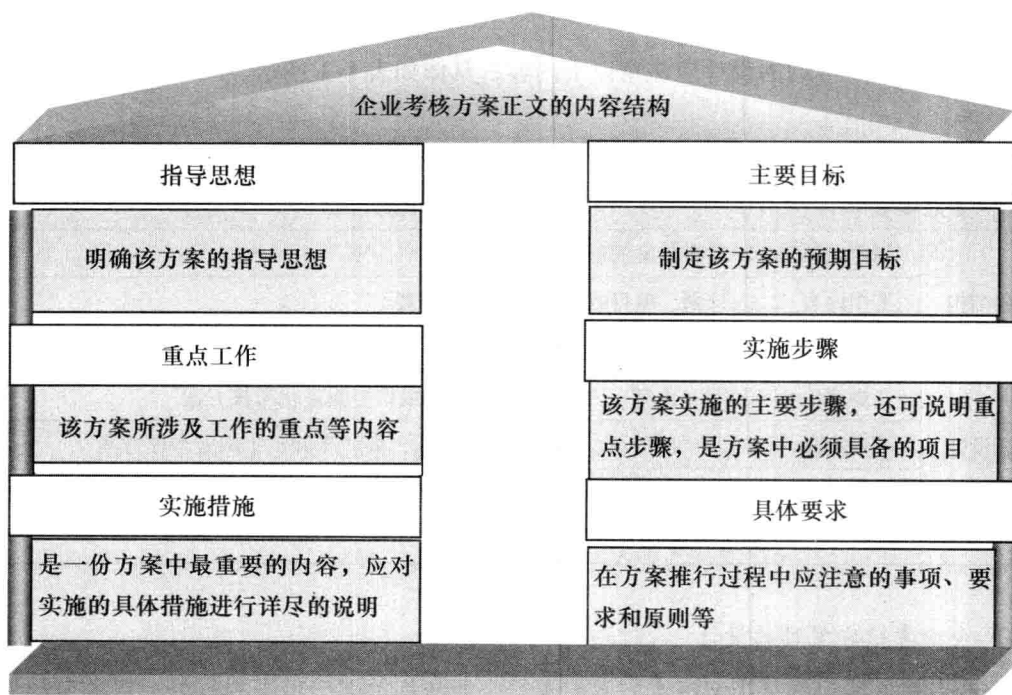 企业考核方案正文的内容结构
指导思想
明确该方案的指导思想
重点工作
该方案所涉及工作的重点等内容
实施措施
是一份方案中最重要的内容，应对
实施的具体措施进行详尽的说明
主要目标
制定该方案的预期目标
实施步骤
该方案实施的主要步骤，还可说明重
点步骤，是方案中必须具备的项目
具体要求
在方案推行过程中应注意的事项、要
求和原则等